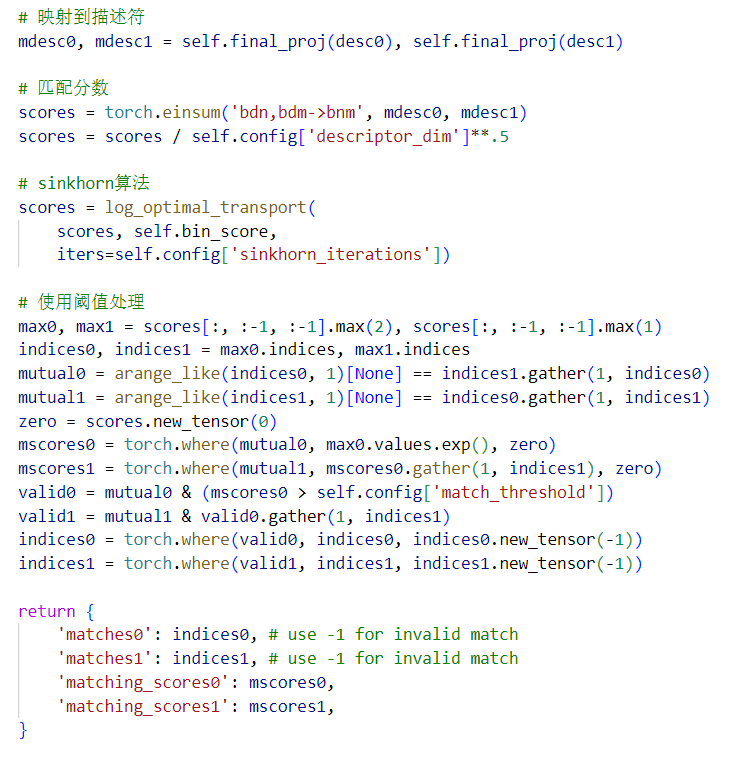 # 映射到描述符
mdesc0, mdesc1 = self.final_proj(desc0), self.final_proj(desc1)
# 匹配分数
scores = torch.einsum('bdn,bdm->bnm', mdesc0, mdesc1)
scores = scores / self.config['descriptor_dim']**.5
# sinkhorn算法
scores = log_optimal_transport(
    scores, self.bin_score,
    iters=self.config['sinkhorn_iterations'])
# 使用阈值处理
max0, max1 = scores[:, :-1, :-1].max(2), scores[:, :-1, :-1].max(1)
indices0, indices1 = max0.indices, max1.indices
mutual0 = arange_like(indices0, 1)[None] == indices1.gather(1, indices0)
mutual1 = arange_like(indices1, 1)[None] == indices0.gather(1, indices1)
zero = scores.new_tensor(0)
mscores0 = torch.where(mutual0, max0.values.exp(), zero)
mscores1 = torch.where(mutual1, mscores0.gather(1, indices1), zero)
valid0 = mutual0 & (mscores0 > self.config['match_threshold'])
valid1 = mutual1 & valid0.gather(1, indices1)
indices0 = torch.where(valid0, indices0, indices0.new_tensor(-1))
indices1 = torch.where(valid1, indices1, indices1.new_tensor(-1))
return {
    'matches0': indices0, # use -1 for invalid match
    'matches1': indices1, # use -1 for invalid match
    'matching_scores0': mscores0,
    'matching_scores1': mscores1,
}